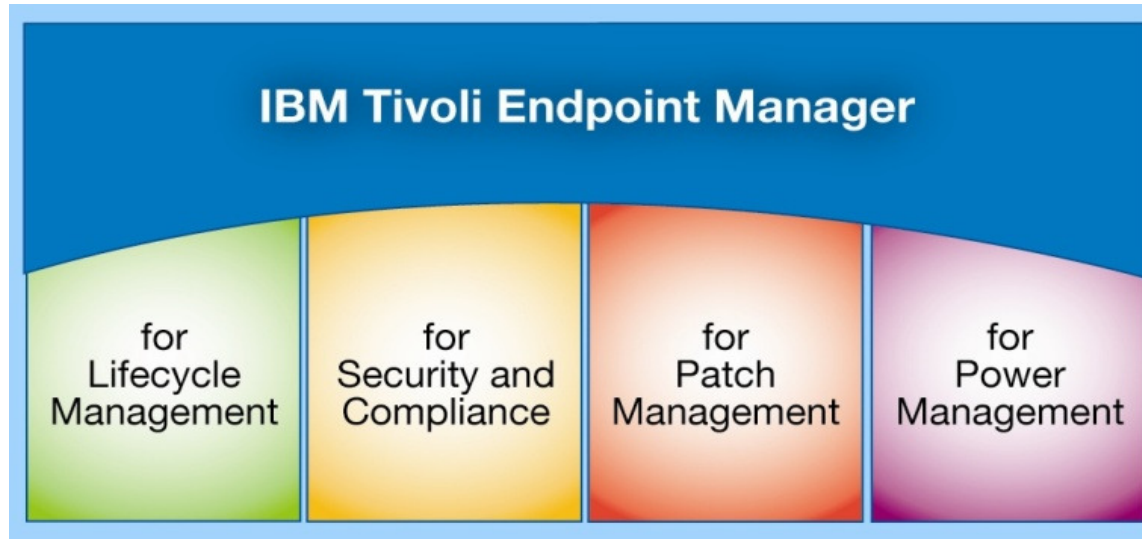 IBM Tivoli Endpoint Manager
for
Lifecycle
Management
for
Security and
Compliance
for
Patch
Management
for
Power
Management